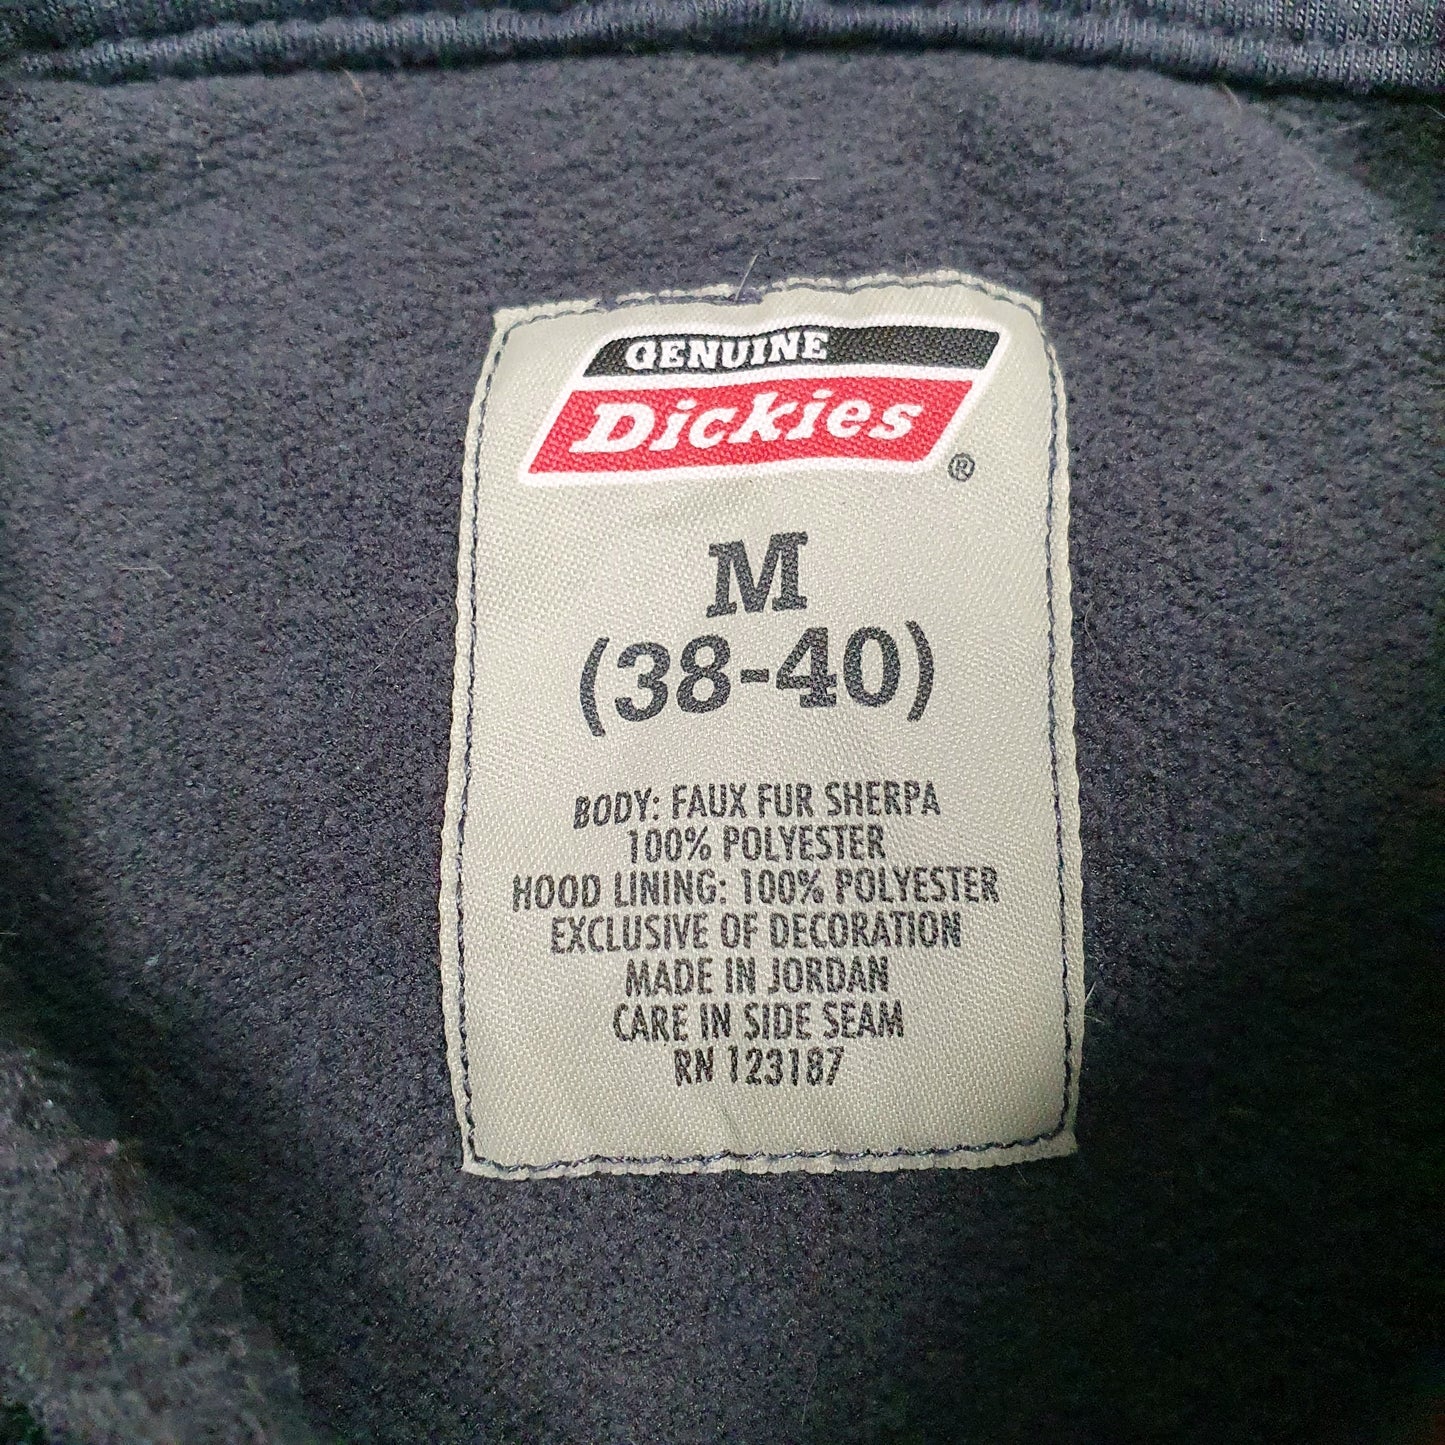 GENUINE
Dickies
®
M
(38-40)
BODY: FAUX FUR SHERPA
100% POLYESTER
HOOD LINING: 100% POLYESTER
EXCLUSIVE OF DECORATION
MADE IN JORDAN
CARE IN SIDE SEAM
RN 123187